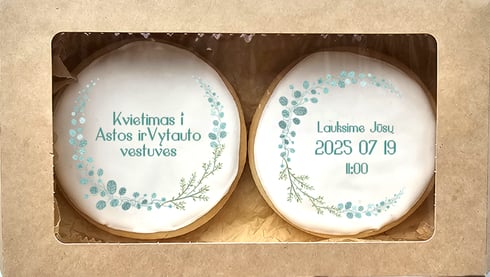 Kvietimas į
Astos ir Vytauto
vestuves
Lauksime Jūsų
2025 07 19
11:00